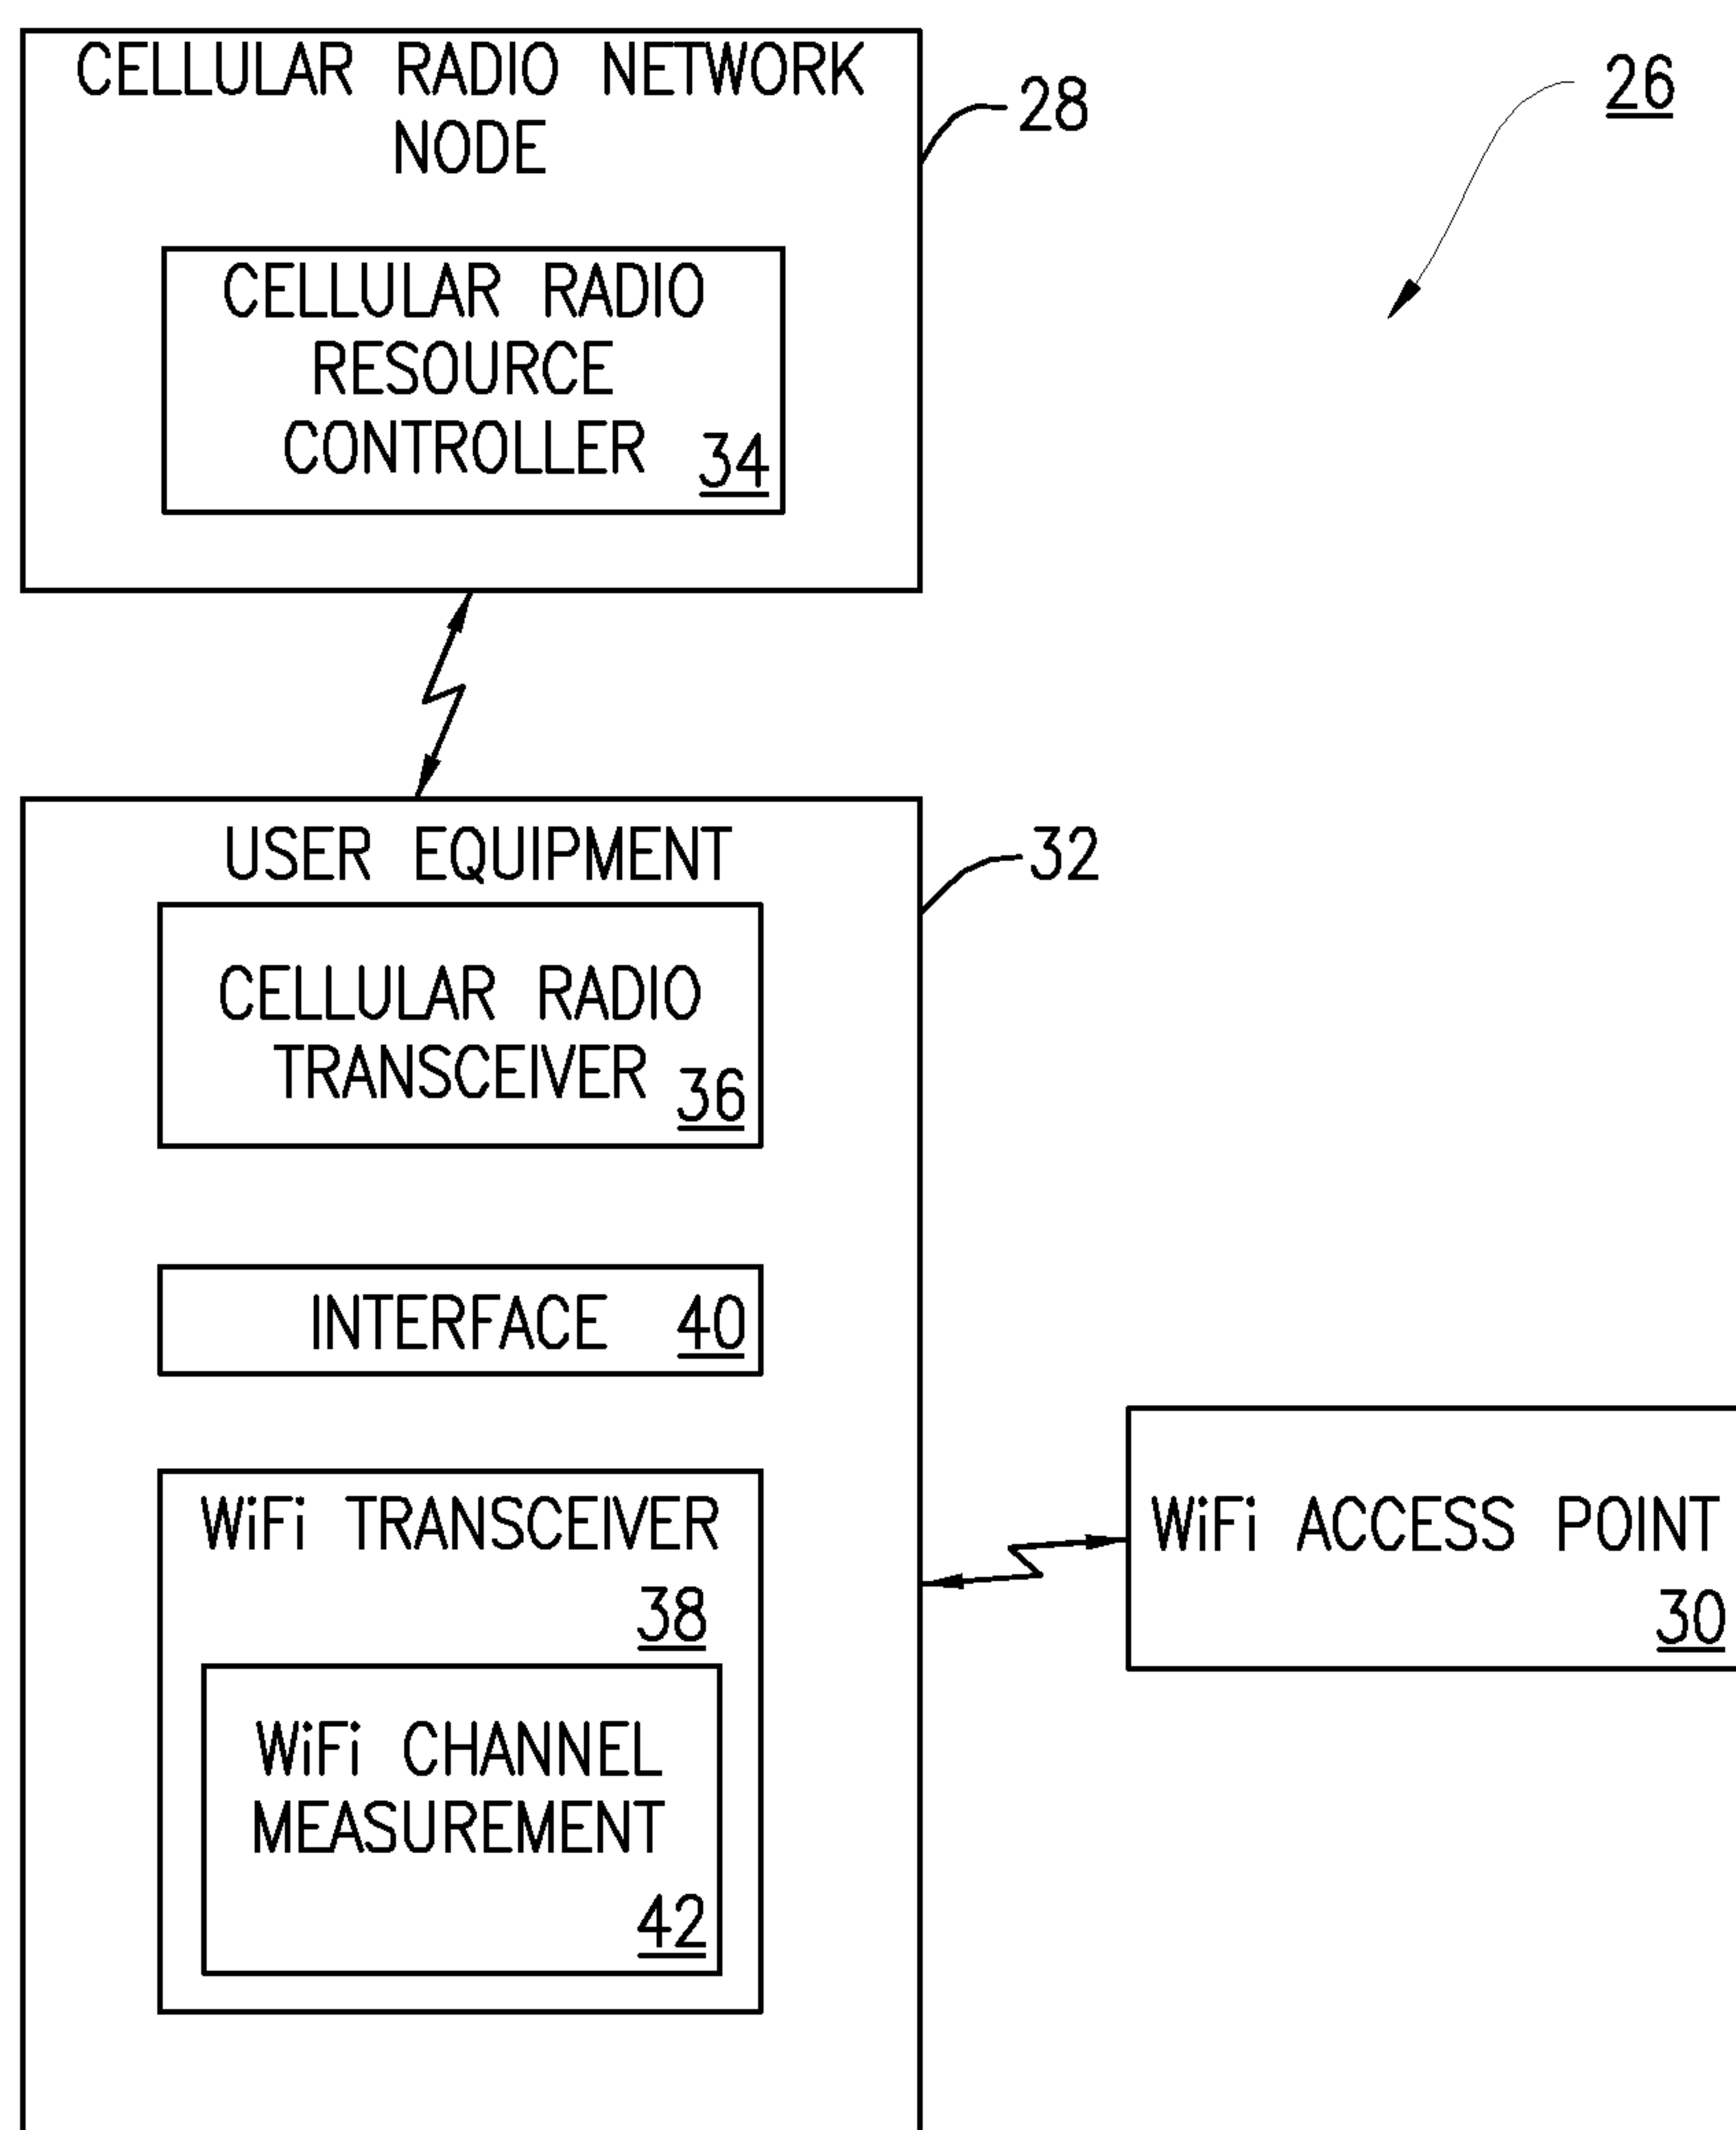 CELLULAR RADIO NETWORK
NODE
28
26
CELLULAR RADIO
RESOURCE
CONTROLLER 34
USER EQUIPMENT
32
CELLULAR RADIO
TRANSCEIVER 36
INTERFACE 40
WiFi TRANSCEIVER
38
WiFi CHANNEL
MEASUREMENT
42
WiFi ACCESS POINT
30